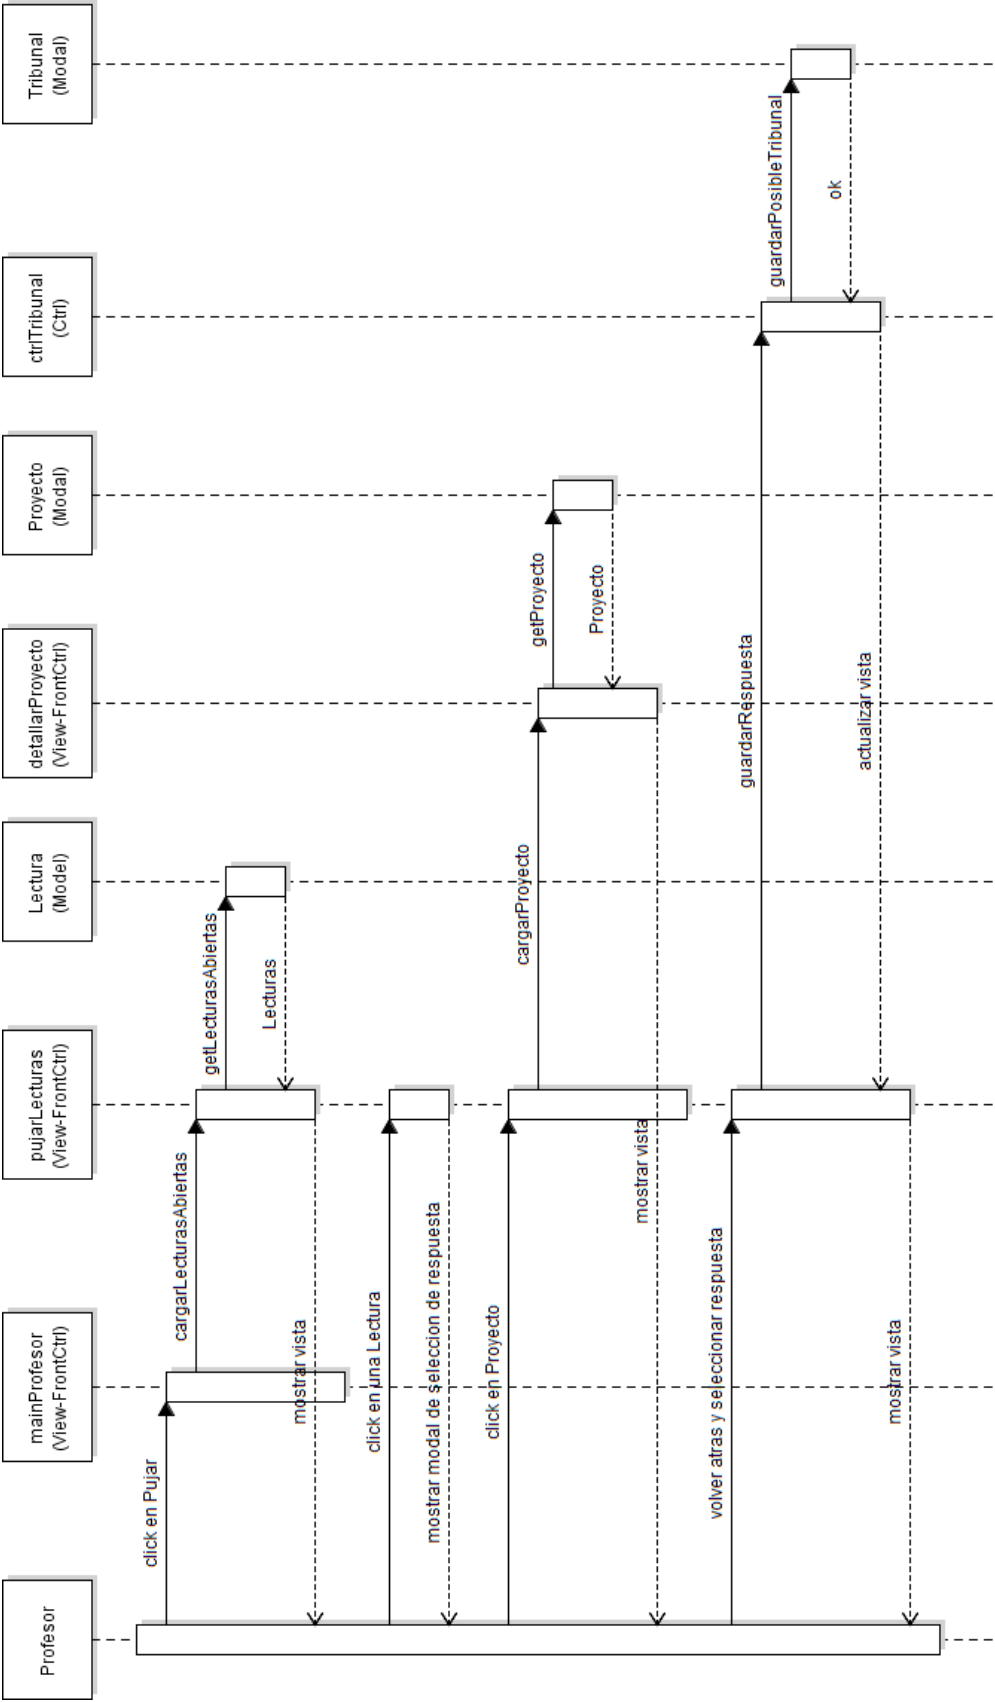 Profesor
mainProfesor
(View-FrontCtrl)
pujarLecturas
(View-FrontCtrl)
Lectura
(Model)
detallarProyecto
(View-FrontCtrl)
Proyecto
(Modal)
ctrlTribunal
(Ctrl)
Tribunal
(Modal)
click en Pujar
cargarLecturasAbiertas
getLecturasAbiertas
Lecturas
mostrar vista
click en una Lectura
mostrar modal de seleccion de respuesta
click en Proyecto
cargarProyecto
getProyecto
Proyecto
mostrar vista
volver atras y seleccionar respuesta
guardarRespuesta
guardarPosibleTribunal
ok
actualizar vista
mostrar vista